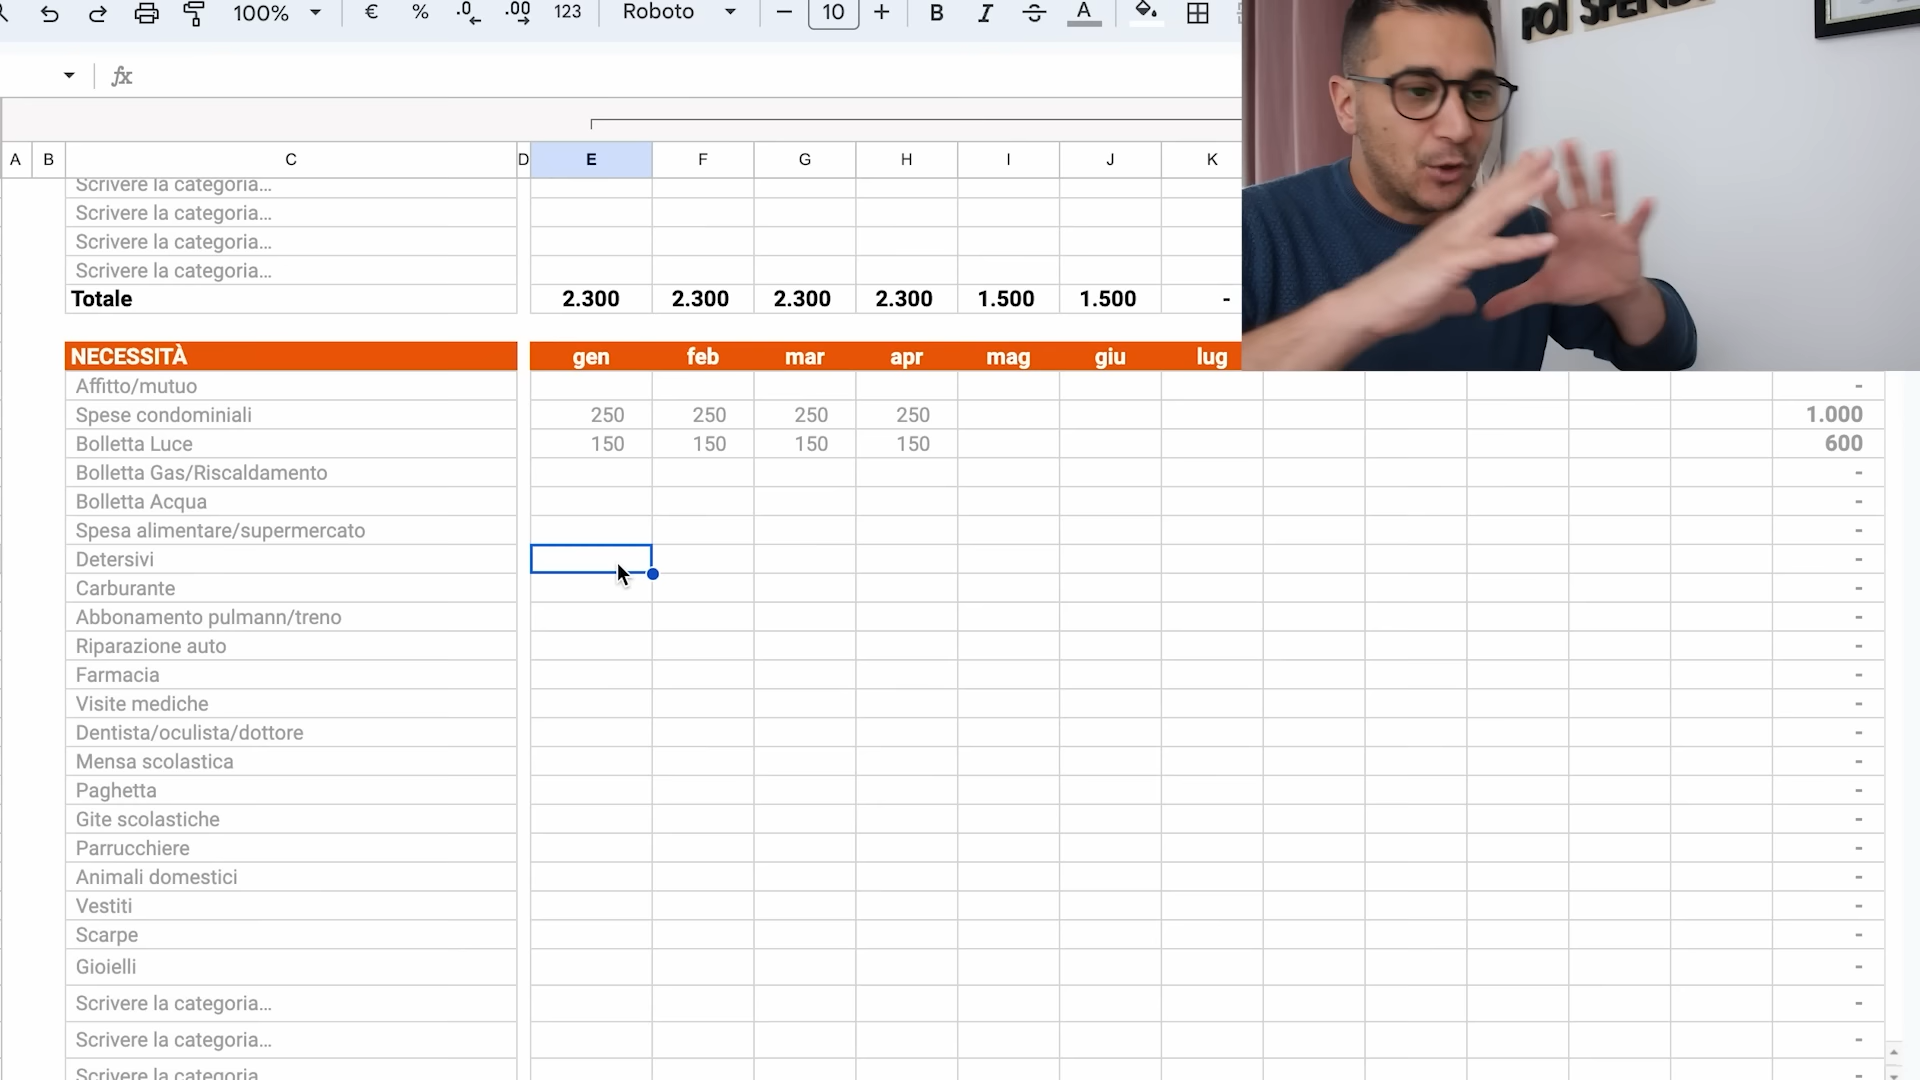 100% € % .0 .00 123 Roboto 10 B I S A
POI SPEND
fx
A B C D E F G H I J K
Scrivere la categoria...
Scrivere la categoria...
Scrivere la categoria...
Scrivere la categoria...
Totale 2.300 2.300 2.300 2.300 1.500 1.500 -
NECESSITÀ gen feb mar apr mag giu lug
Affitto/mutuo -
Spese condominiali 250 250 250 250 1.000
Bolletta Luce 150 150 150 150 600
Bolletta Gas/Riscaldamento -
Bolletta Acqua -
Spesa alimentare/supermercato -
Detersivi -
Carburante -
Abbonamento pulmann/treno -
Riparazione auto -
Farmacia -
Visite mediche -
Dentista/oculista/dottore -
Mensa scolastica -
Paghetta -
Gite scolastiche -
Parrucchiere -
Animali domestici -
Vestiti -
Scarpe -
Gioielli -
Scrivere la categoria... -
Scrivere la categoria... -
Scrivere la categoria -